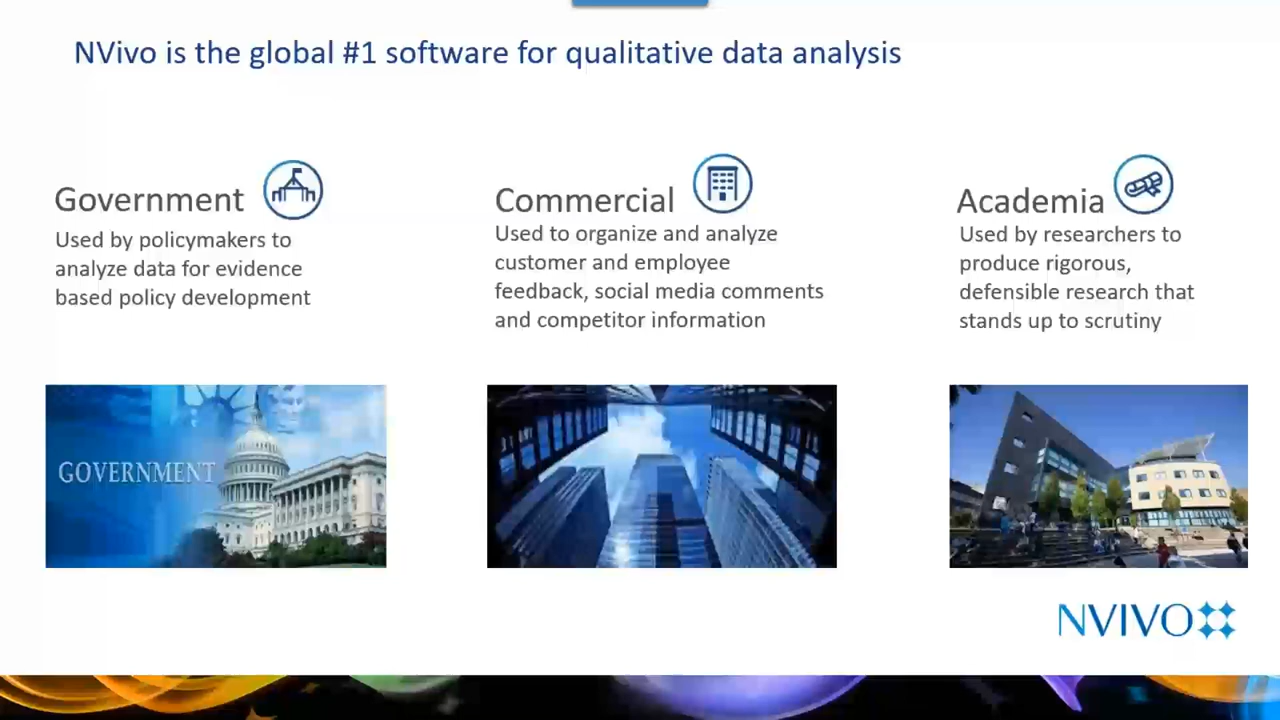 NVivo is the global #1 software for qualitative data analysis
Government
Used by policymakers to
analyze data for evidence
based policy development
Commercial
Used to organize and analyze
customer and employee
feedback, social media comments
and competitor information
Academia
Used by researchers to
produce rigorous,
defensible research that
stands up to scrutiny
GOVERNMENT
NVIVO